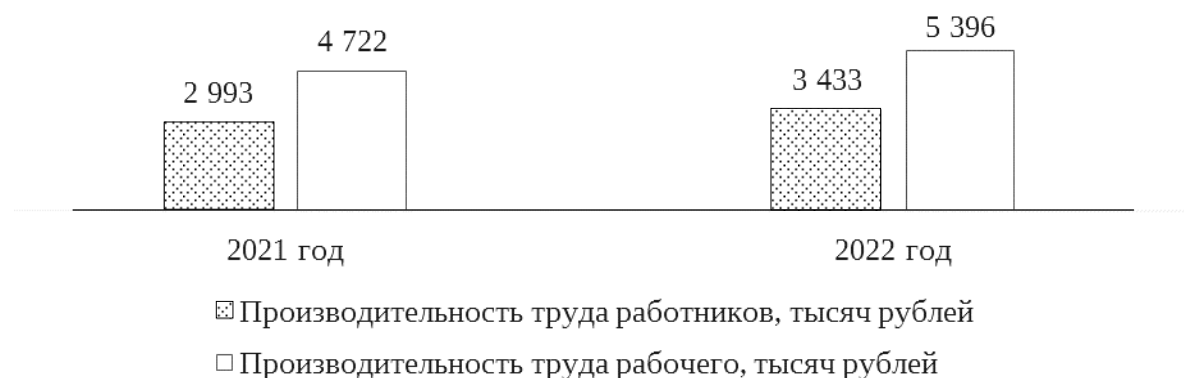 5 396
4 722
3 433
2 993
2021 год
2022 год
Производительность труда работников, тысяч рублей
Производительность труда рабочего, тысяч рублей